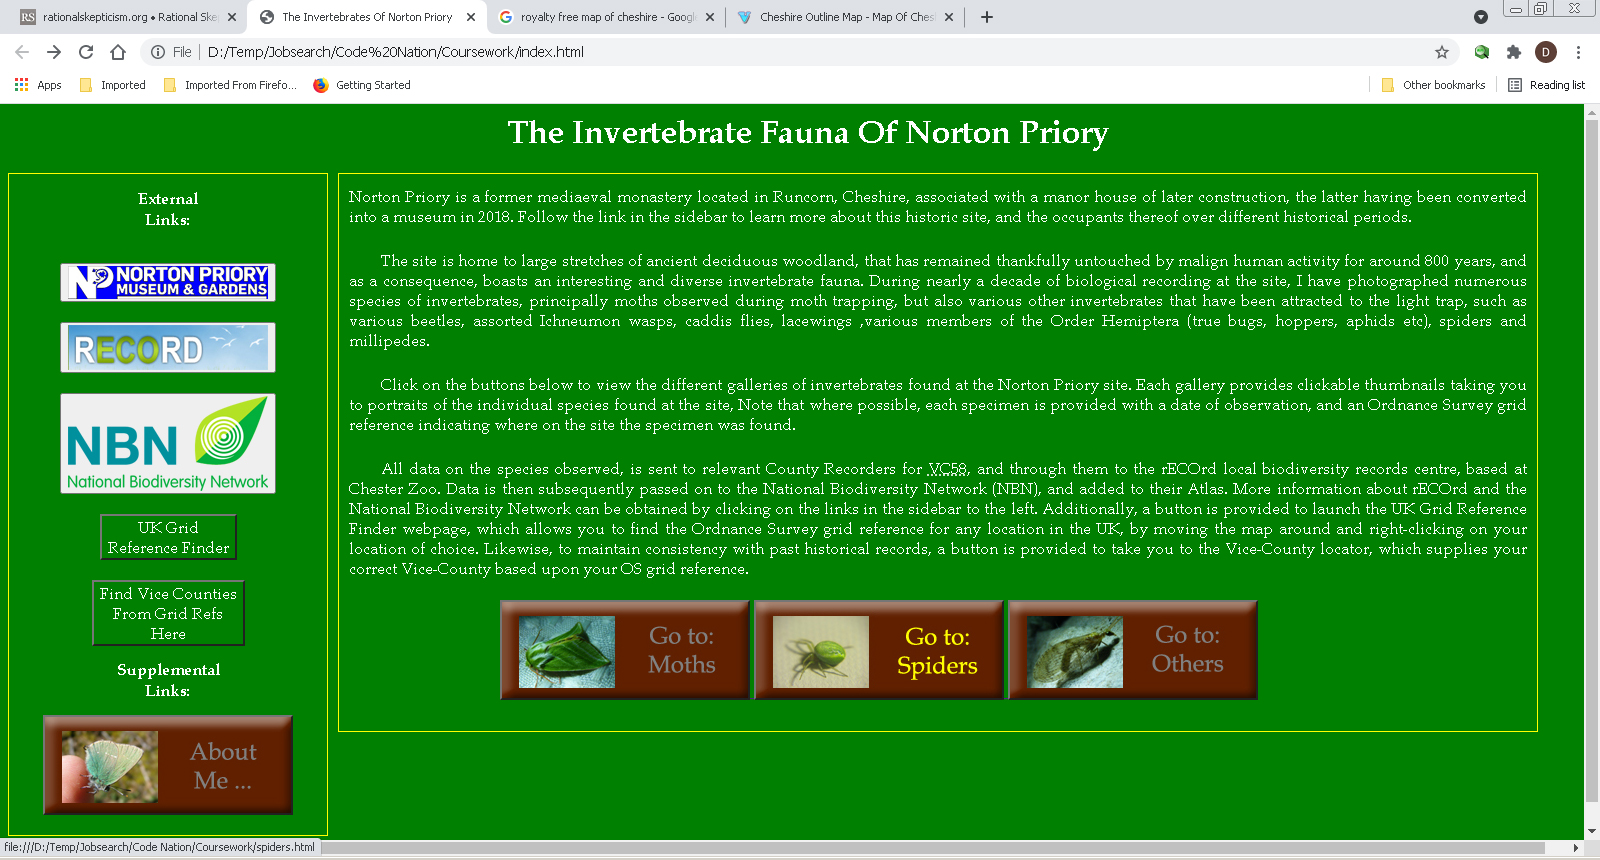 rationalskepticism.org • Rational Ske
The Invertebrates Of Norton Priory
royalty free map of cheshire - Googl
Cheshire Outline Map - Map Of Ches
File
D:/Temp/Jobsearch/Code%20Nation/Coursework/index.html
D
Apps
Imported
Imported From Firefo...
Getting Started
Other bookmarks
Reading list
The Invertebrate Fauna Of Norton Priory
External
Links:
NORTON PRIORY
MUSEUM & GARDENS
RECORD
NBN
National Biodiversity Network
UK Grid
Reference Finder
Find Vice Counties
From Grid Refs
Here
Supplemental
Links:
About
Me ...
Norton Priory is a former mediaeval monastery located in Runcorn, Cheshire, associated with a manor house of later construction, the latter having been converted
into a museum in 2018. Follow the link in the sidebar to learn more about this historic site, and the occupants thereof over different historical periods.
The site is home to large stretches of ancient deciduous woodland, that has remained thankfully untouched by malign human activity for around 800 years, and
as a consequence, boasts an interesting and diverse invertebrate fauna. During nearly a decade of biological recording at the site, I have photographed numerous
species of invertebrates, principally moths observed during moth trapping, but also various other invertebrates that have been attracted to the light trap, such as
various beetles, assorted Ichneumon wasps, caddis flies, lacewings ,various members of the Order Hemiptera (true bugs, hoppers, aphids etc), spiders and
millipedes.
Click on the buttons below to view the different galleries of invertebrates found at the Norton Priory site. Each gallery provides clickable thumbnails taking you
to portraits of the individual species found at the site, Note that where possible, each specimen is provided with a date of observation, and an Ordnance Survey grid
reference indicating where on the site the specimen was found.
All data on the species observed, is sent to relevant County Recorders for VC58, and through them to the rECOrd local biodiversity records centre, based at
Chester Zoo. Data is then subsequently passed on to the National Biodiversity Network (NBN), and added to their Atlas. More information about rECOrd and the
National Biodiversity Network can be obtained by clicking on the links in the sidebar to the left. Additionally, a button is provided to launch the UK Grid Reference
Finder webpage, which allows you to find the Ordnance Survey grid reference for any location in the UK, by moving the map around and right-clicking on your
location of choice. Likewise, to maintain consistency with past historical records, a button is provided to take you to the Vice-County locator, which supplies your
correct Vice-County based upon your OS grid reference.
Go to:
Moths
Go to:
Spiders
Go to:
Others
file:///D:/Temp/Jobsearch/Code Nation/Coursework/spiders.html